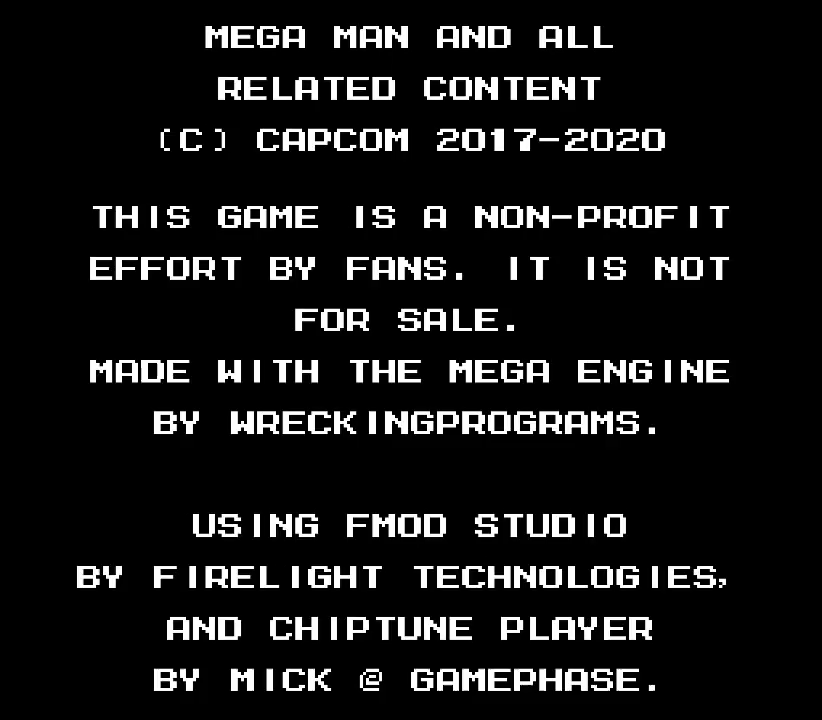 MEGA MAN AND ALL
RELATED CONTENT
(C) CAPCOM 2017-2020
THIS GAME IS A NON-PROFIT
EFFORT BY FANS. IT IS NOT
FOR SALE.
MADE WITH THE MEGA ENGINE
BY WRECKINGPROGRAMS.
USING FMOD STUDIO
BY FIRELIGHT TECHNOLOGIES,
AND CHIPTUNE PLAYER
BY MICK @ GAMEPHASE.